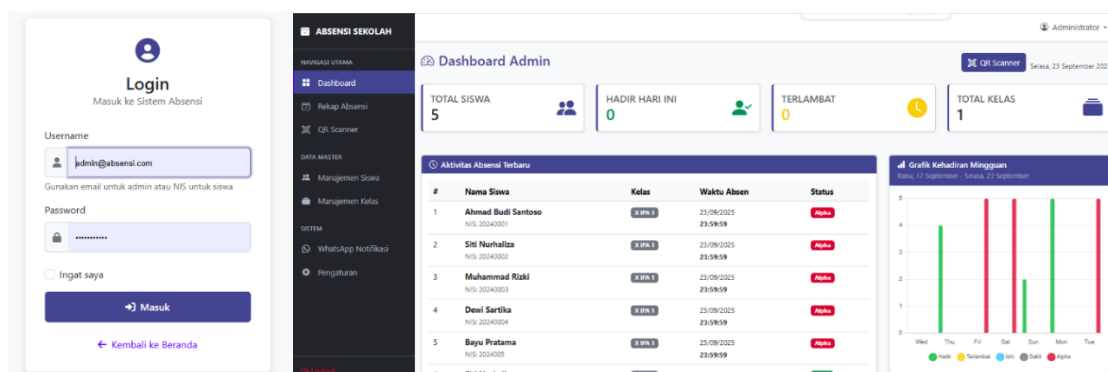 Login
Masuk ke Sistem Absensi
Username
admin@absensi.com
Gunakan email untuk admin atau NIS untuk siswa
Password
Ingat saya
Masuk
← Kembali ke Beranda
ABSENSI SEKOLAH
NAVIGASI UTAMA
Dashboard
Rekap Absensi
QR Scanner
DATA MASTER
Manajemen Siswa
Manajemen Kelas
SISTEM
WhatsApp Notifikasi
Pengaturan
Administrator
Dashboard Admin
QR Scanner
Selasa, 23 September 202
TOTAL SISWA
5
HADIR HARI INI
0
TERLAMBAT
0
TOTAL KELAS
1
Aktivitas Absensi Terbaru
# Nama Siswa Kelas Waktu Absen Status
1 Ahmad Budi Santoso X IPA 1 23/09/2025 Alpha
NIS: 20240001 23:59:59
2 Siti Nurhaliza X IPA 1 23/09/2025 Alpha
NIS: 20240002 23:59:59
3 Muhammad Rizki X IPA 1 23/09/2025 Alpha
NIS: 20240003 23:59:59
4 Dewi Sartika X IPA 1 23/09/2025 Alpha
NIS: 20240004 23:59:59
5 Bayu Pratama X IPA 1 23/09/2025 Alpha
NIS: 2024005 23:59:59
Grafik Kehadiran Mingguan
Rabu, 17 September - Selasa, 23 September
5
4
3
2
1
0
Wed Thu Fri Sat Sun Mon Tue
Hadir Terlambat Izin Sakit Alpha